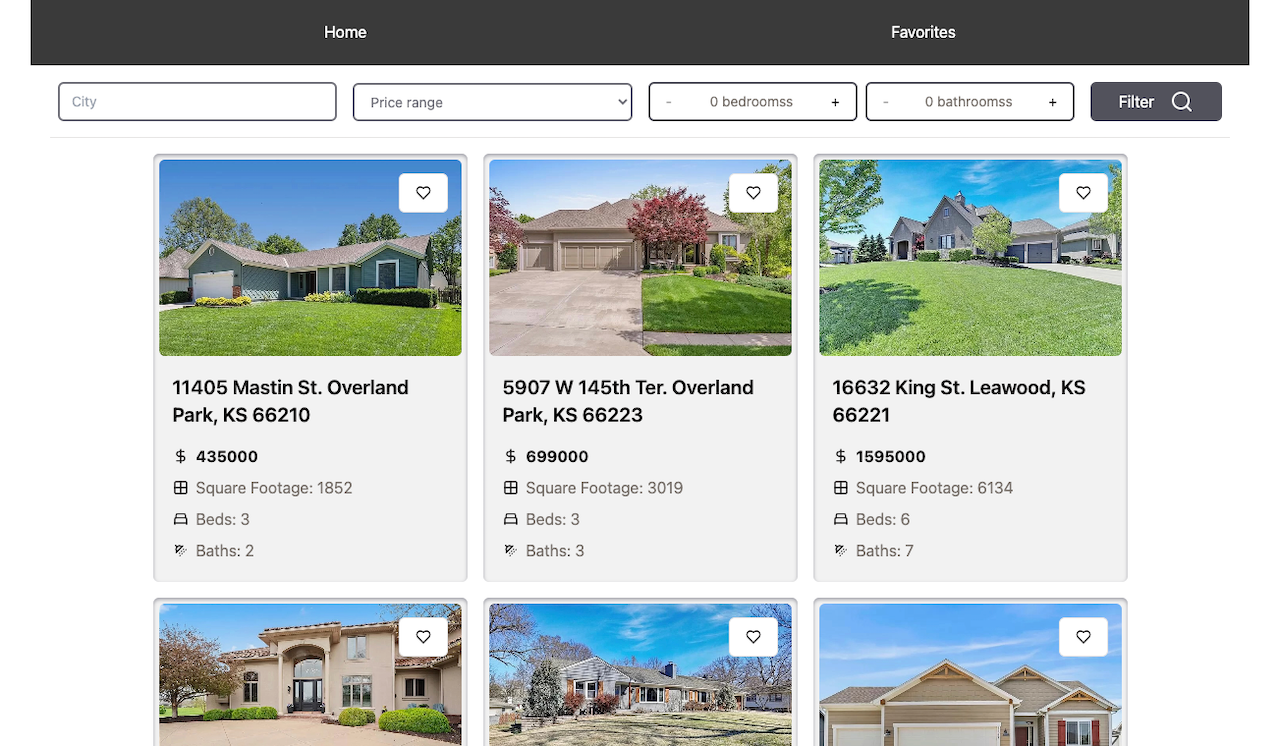 Home Favorites
City Price range - 0 bedroomss + - 0 bathroomss + Filter
11405 Mastin St. Overland
Park, KS 66210
$ 435000
Square Footage: 1852
Beds: 3
Baths: 2
5907 W 145th Ter. Overland
Park, KS 66223
$ 699000
Square Footage: 3019
Beds: 3
Baths: 3
16632 King St. Leawood, KS
66221
$ 1595000
Square Footage: 6134
Beds: 6
Baths: 7